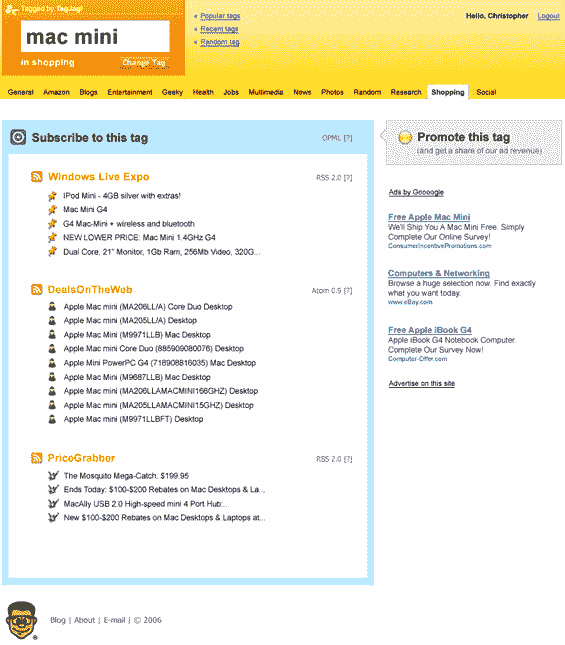 Tagged by Tagjag!
mac mini
in shopping
Change Tag
« Popular tags
« Recent tags
« Random tag
Hello, Christopher Logout
General Amazon Blogs Entertainment Geeky Health Jobs Multimedia News Photos Random Research Shopping Social
Subscribe to this tag
OPML [?]
Windows Live Expo
RSS 2.0 [?]
IPod Mini - 4GB silver with extras!
Mac Mini G4
G4 Mac-Mini + wireless and bluetooth
NEW LOWER PRICE: Mac Mini 1.4GHz G4
Dual Core, 21" Monitor, 1Gb Ram, 256Mb Video, 320G...
DealsOnTheWeb
Atom 0.9 [?]
Apple Mac mini (MA206LL/A) Core Duo Desktop
Apple Mac mini (MA205LL/A) Desktop
Apple Mac Mini (M9971LLB) Mac Desktop
Apple Mac mini Core Duo (885909080076) Desktop
Apple Mini PowerPC G4 (718908816035) Mac Desktop
Apple Mac Mini (M9687LLB) Mac Desktop
Apple Mac mini (MA206LLAMACMINI166GHZ) Desktop
Apple Mac mini (MA205LLAMACMINI15GHZ) Desktop
Apple Mac mini (M9971LLBFT) Desktop
PriceGrabber
RSS 2.0 [?]
The Mosquito Mega-Catch: $199.95
Ends Today: $100-$200 Rebates on Mac Desktops & La...
MacAlly USB 2.0 High-speed mini 4 Port Hub:...
New $100-$200 Rebates on Mac Desktops & Laptops at...
Promote this tag
(and get a share of our ad revenue)
Ads by Goooogle
Free Apple Mac Mini
We'll Ship You A Mac Mini Free. Simply
Complete Our Online Survey!
ConsumerIncentivePromotions.com
Computers & Networking
Browse a huge selection now. Find exactly
what you want today.
www.eBay.com
Free Apple iBook G4
Apple iBook G4 Notebook Computer.
Complete Our Survey Now!
Computer-Offer.com
Advertise on this site
Blog | About | E-mail | © 2006